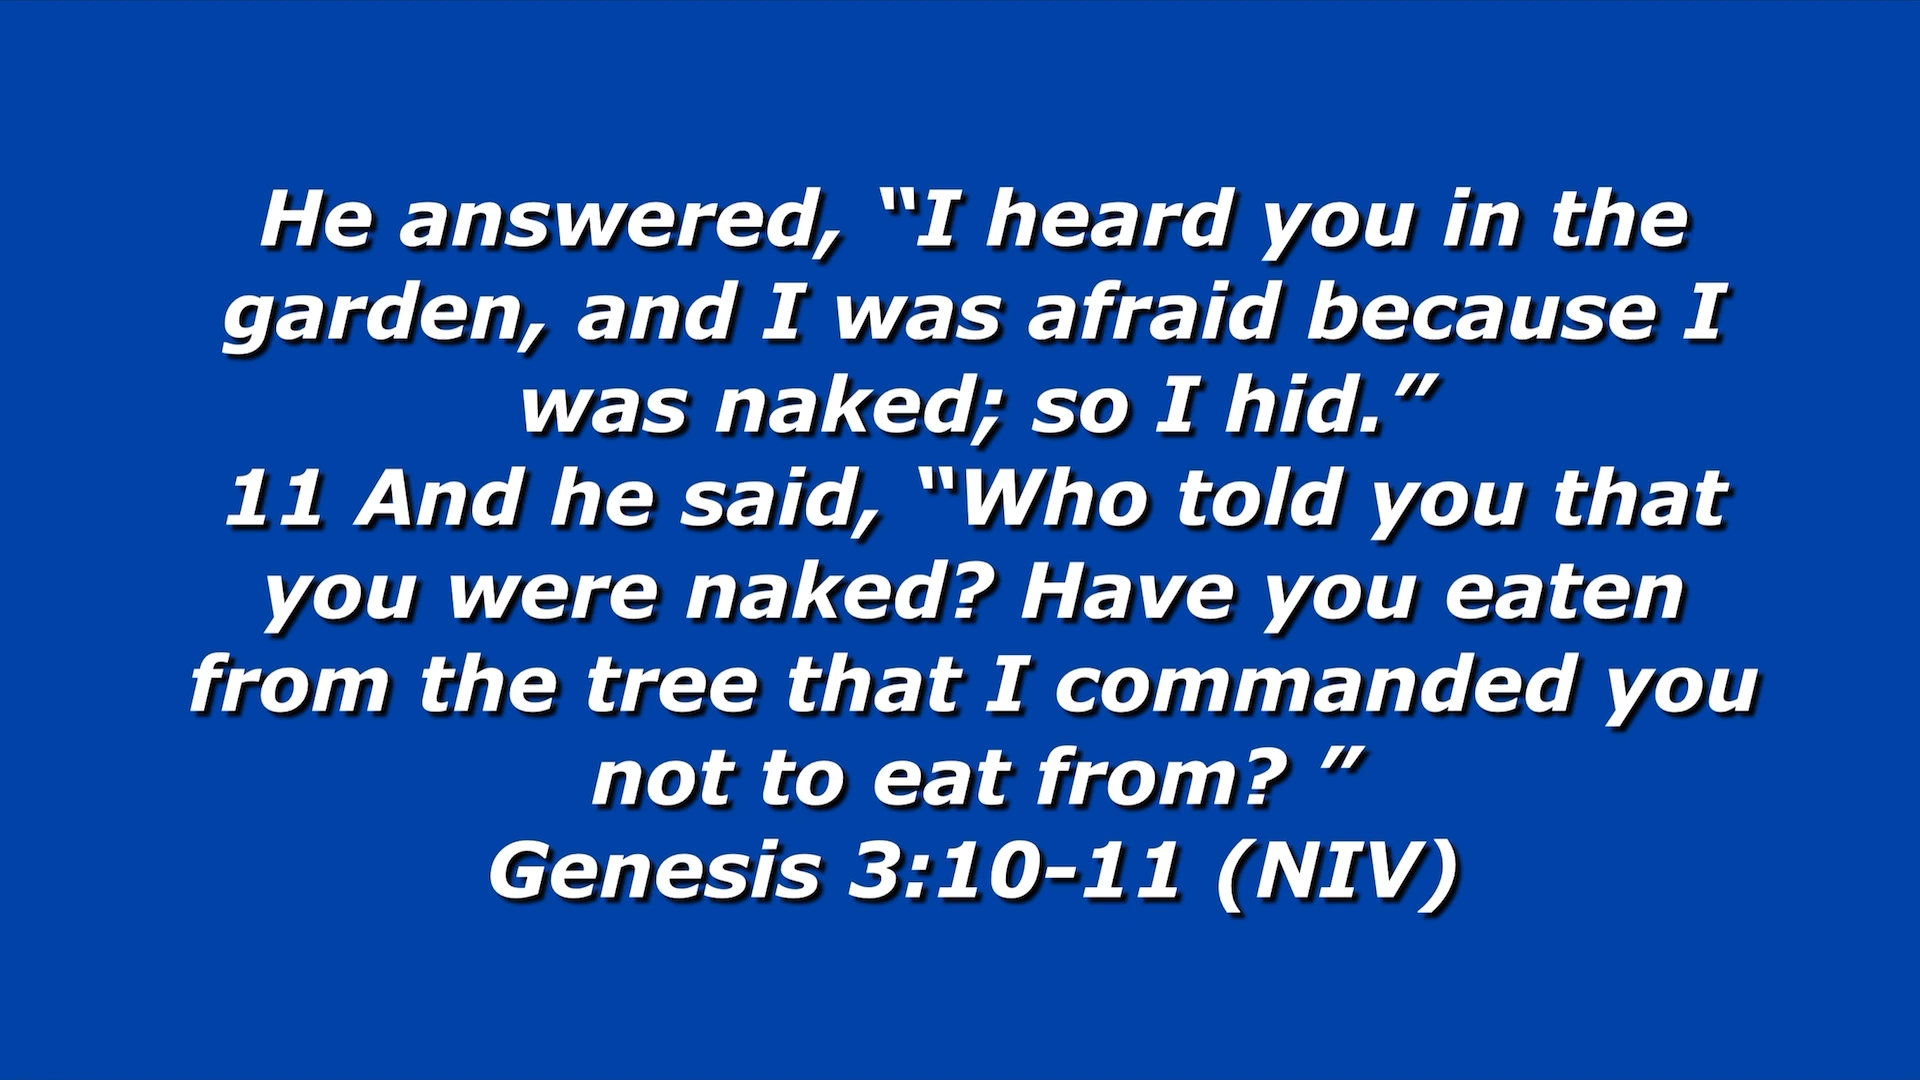 He answered, “I heard you in the
garden, and I was afraid because I
was naked; so I hid.”
11 And he said, “Who told you that
you were naked? Have you eaten
from the tree that I commanded you
not to eat from? ”
Genesis 3:10-11 (NIV)